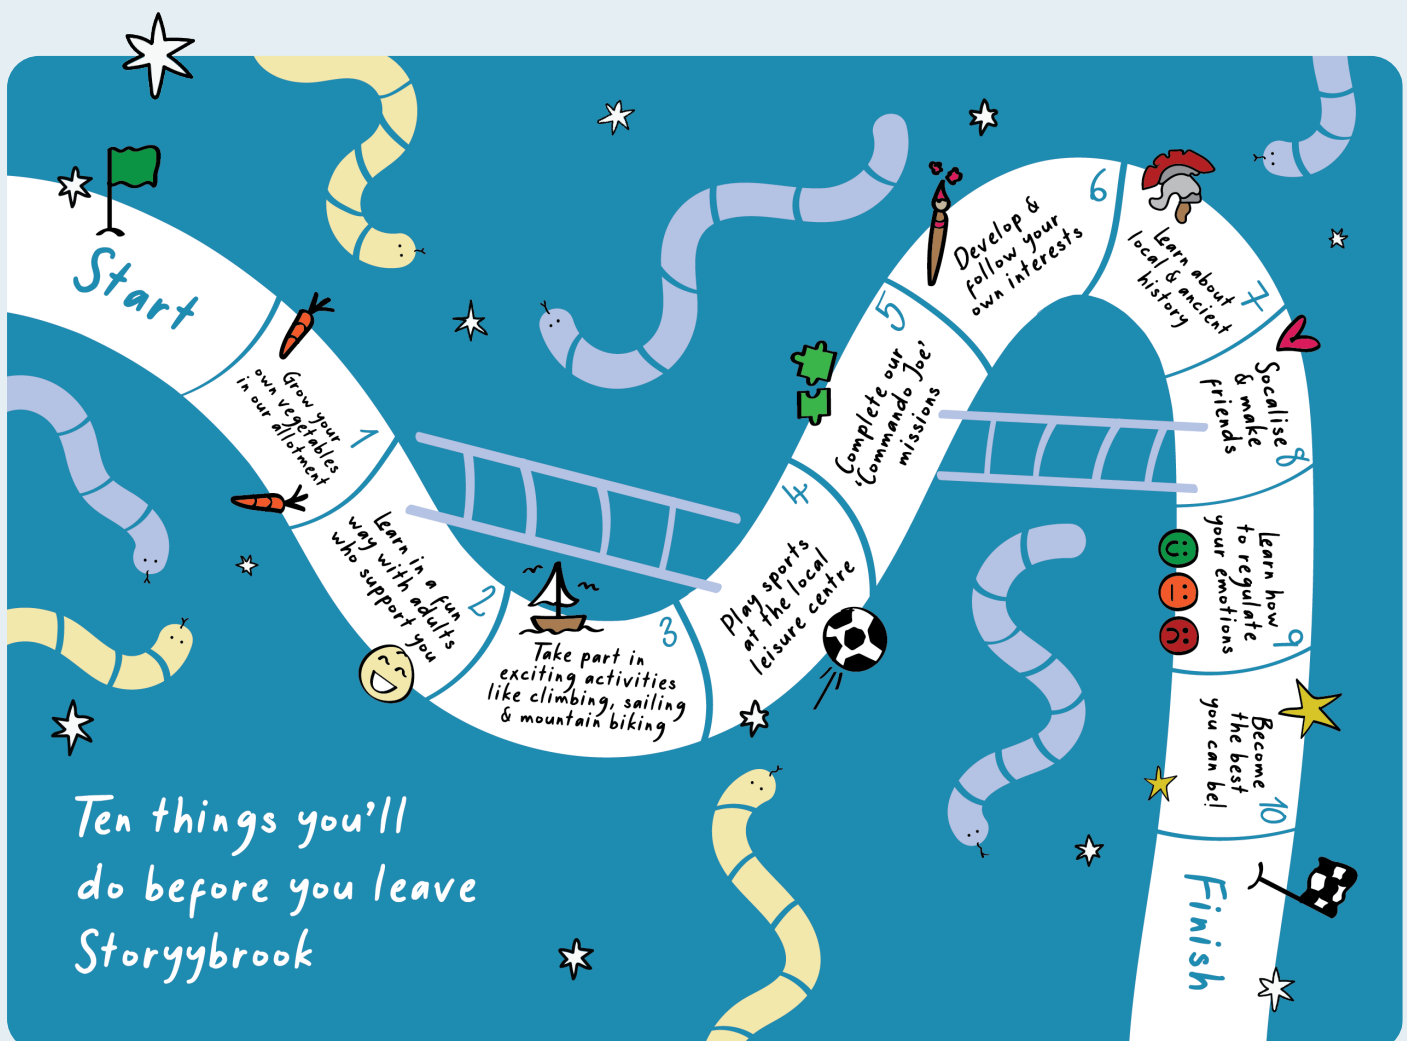 Start
Grow your
own vegetables
in our allotment
1
Learn in a fun
way with adults
who support you
2
Take part in
exciting activities
like climbing, sailing
& mountain biking
3
Play sports
at the local
leisure centre
4
Complete our
'Commando Joe'
missions
5
Develop &
follow your
own interests
6
Learn about
local & ancient
history
7
Socalise
& make
friends
8
Learn how
to regulate
your emotions
9
Become
the best
you can be!
10
Finish
Ten things you'll
do before you leave
Storyybrook